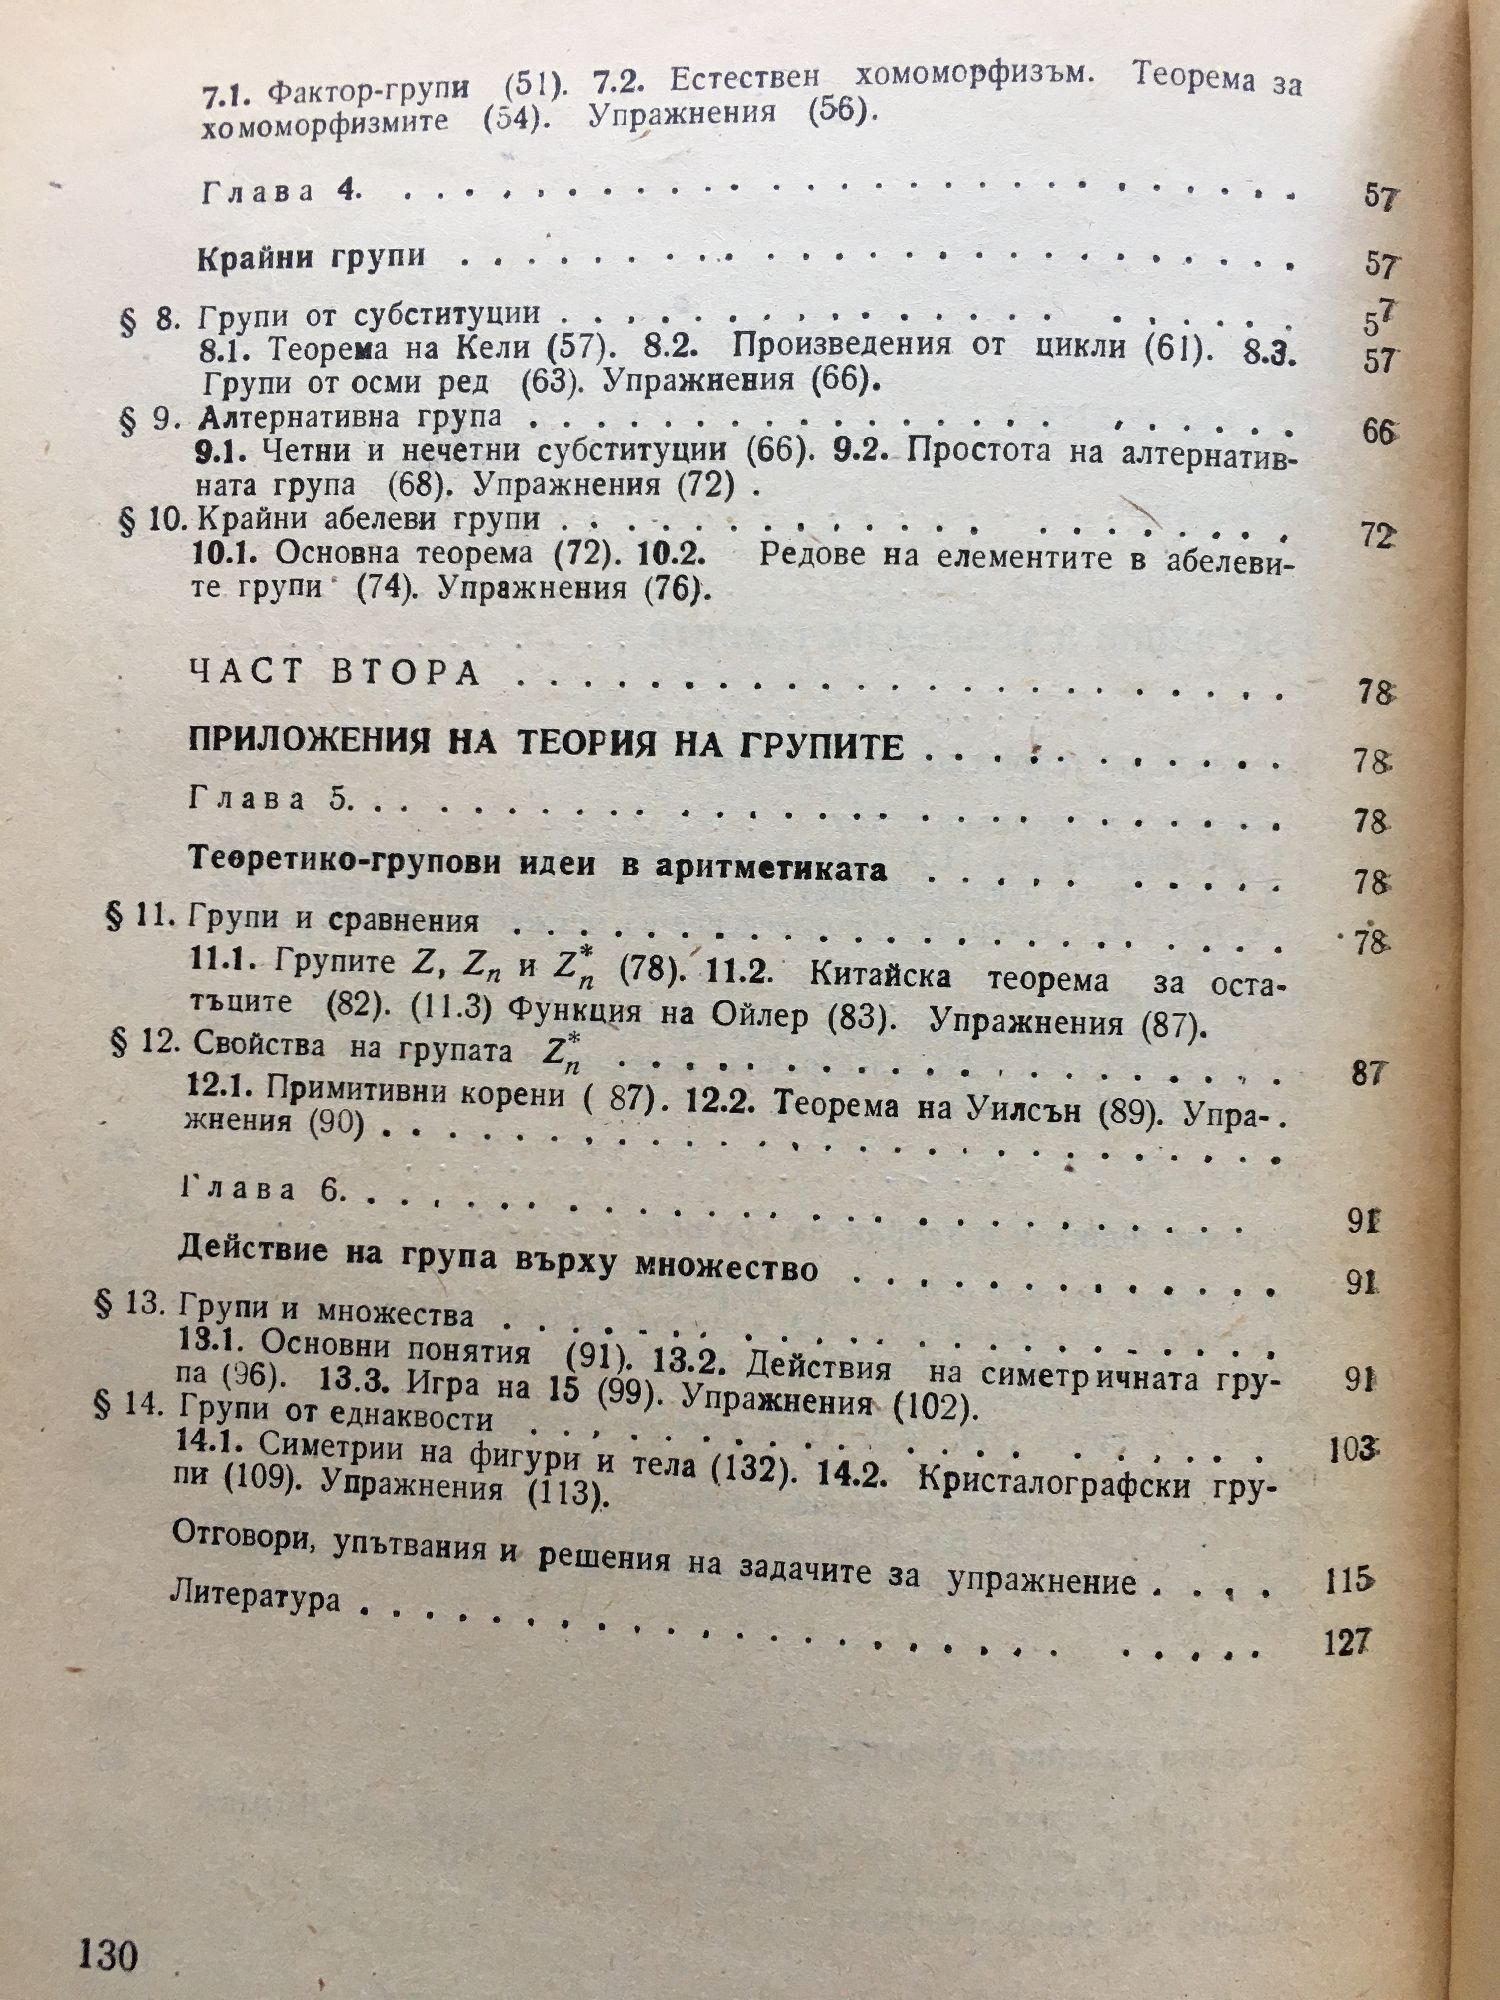 7.1. Фактор-групи (51). 7.2. Естествен хомоморфизъм. Теорема за
хомоморфизмите (54). Упражнения (56).
Глава 4. . . . . . . . . . . . . . . . . . . . . . . . . . . 57
Крайни групи . . . . . . . . . . . . . . . . . . . . . . . . . 57
§ 8. Групи от субституции . . . . . . . . . . . . . . . . . . . . . 57
8.1. Теорема на Кели (57). 8.2. Произведения от цикли (61). 8.3. 57
Групи от осми ред (63). Упражнения (66).
§ 9. Алтернативна група . . . . . . . . . . . . . . . . . . . . . . 66
9.1. Четни и нечетни субституции (66). 9.2. Простота на алтернатив-
ната група (68). Упражнения (72) .
§ 10. Крайни абелеви групи . . . . . . . . . . . . . . . . . . . . . 72
10.1. Основна теорема (72). 10.2. Редове на елементите в абелеви-
те групи (74). Упражнения (76).
ЧАСТ ВТОРА . . . . . . . . . . . . . . . . . . . . . . . 78
ПРИЛОЖЕНИЯ НА ТЕОРИЯ НА ГРУПИТЕ . . . . . . . . . . . 78
Глава 5. . . . . . . . . . . . . . . . . . . . . . . . . . . 78
Теоретико-групови идеи в аритметиката . . . . . . . . . . 78
§ 11. Групи и сравнения . . . . . . . . . . . . . . . . . . . . . . . 78
11.1. Групите Z, Zn и Z*n (78). 11.2. Китайска теорема за оста-
тъците (82). (11.3) Функция на Ойлер (83). Упражнения (87).
§ 12. Свойства на групата Z*n . . . . . . . . . . . . . . . . . . . . 87
12.1. Примитивни корени ( 87). 12.2. Теорема на Уилсън (89). Упра-.
жнения (90) . . . . . . . . . . . . . . . . . . . . . . . . . . .
Глава 6. . . . . . . . . . . . . . . . . . . . . . . . . . . 91
Действие на група върху множество . . . . . . . . . . . . . 91
§ 13. Групи и множества . . . . . . . . . . . . . . . . . . . . . . .
13.1. Основни понятия (91). 13.2. Действия на симетричната гру- 91
па (96). 13.3. Игра на 15 (99). Упражнения (102).
§ 14. Групи от еднаквости . . . . . . . . . . . . . . . . . . . . . . 103
14.1. Симетрии на фигури и тела (132). 14.2. Кристалографски гру-
пи (109). Упражнения (113).
Отговори, упътвания и решения на задачите за упражнение . . . . 115
Литература . . . . . . . . . . . . . . . . . . . . . . . . . . 127
130